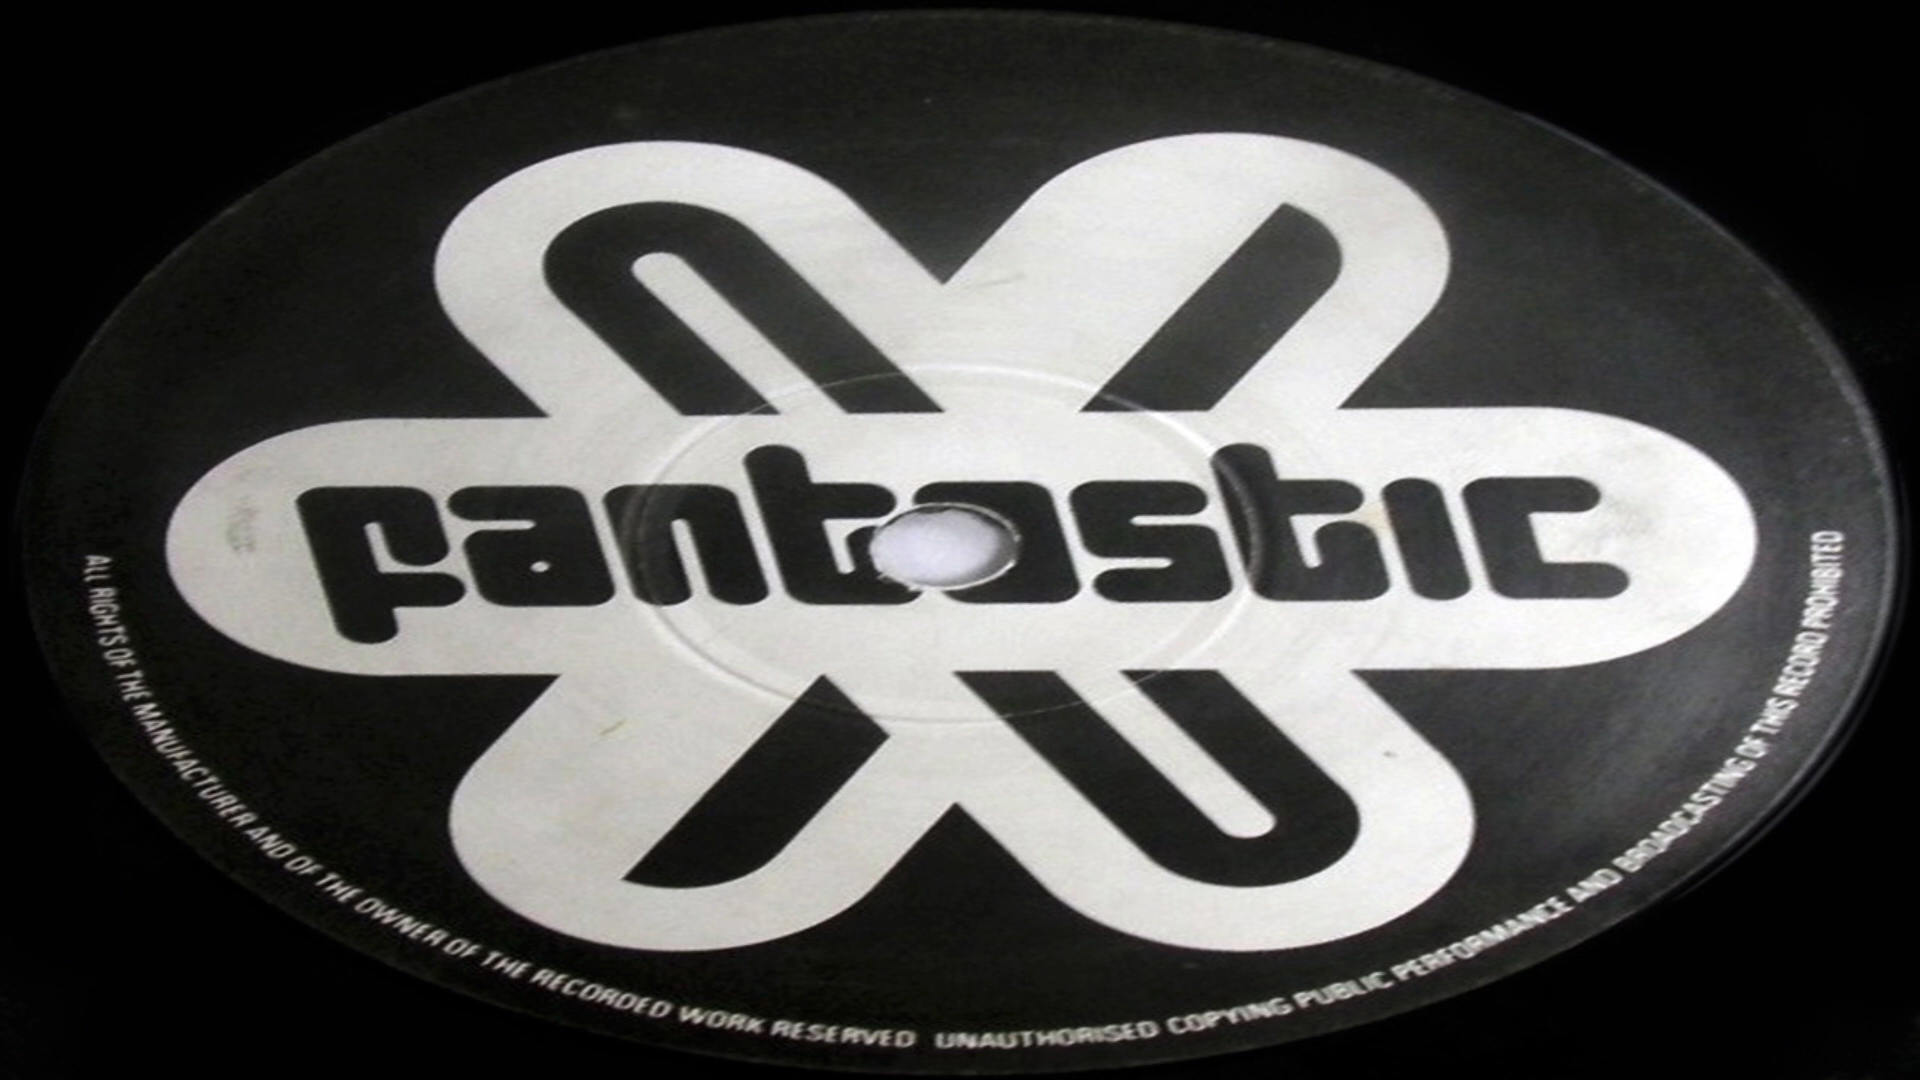 fantastic
ALL RIGHTS OF THE MANUFACTURER AND OF THE OWNER OF THE RECORDED WORK RESERVED UNAUTHORISED COPYING PUBLIC PERFORMANCE AND BROADCASTING OF THIS RECORD PROHIBITED